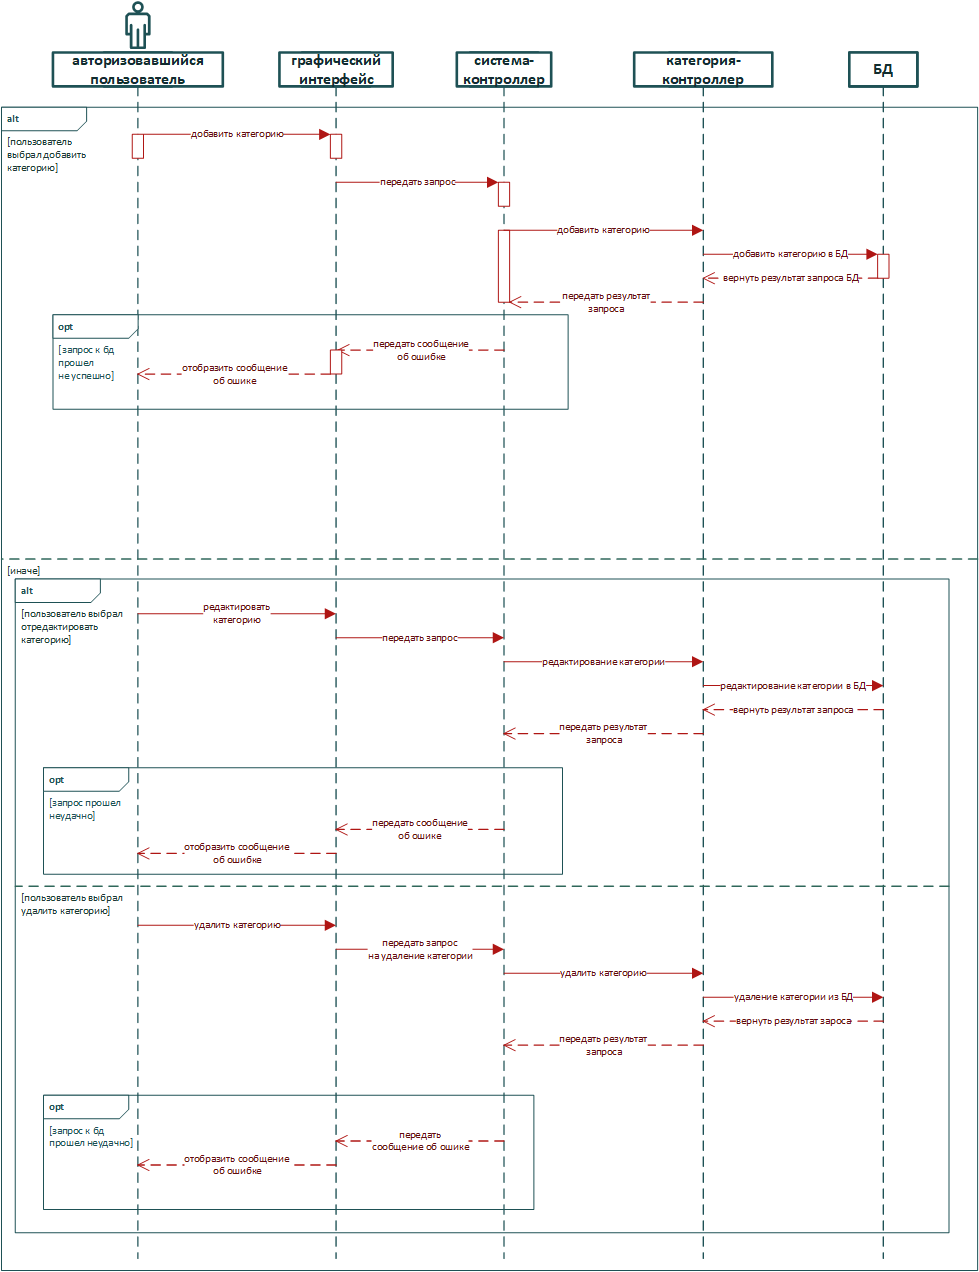 авторизовавшийся
пользователь
графический
интерфейс
система-
контроллер
категория-
контроллер
БД
alt
[пользователь
выбрал добавить
категорию]
добавить категорию
передать запрос
добавить категорию
добавить категорию в БД
вернуть результат запроса БД
передать результат
запроса
opt
[запрос к бд
прошел
не успешно]
передать сообщение
об ошибке
отобразить сообщение
об ошике
[иначе]
alt
[пользователь выбрал
отредактировать
категорию]
редактировать
категорию
передать запрос
редактирование категории
редактирование категории в БД
вернуть результат запроса
передать результат
запроса
opt
[запрос прошел
неудачно]
передать сообщение
об ошике
отобразить сообщение
об ошибке
[пользователь выбрал
удалить категорию]
удалить категорию
передать запрос
на удаление категории
удалить категорию
удаление категории из БД
вернуть результат зароса
передать результат
запроса
opt
[запрос к бд
прошел неудачно]
передать
сообщение об ошике
отобразить сообщение
об ошибке